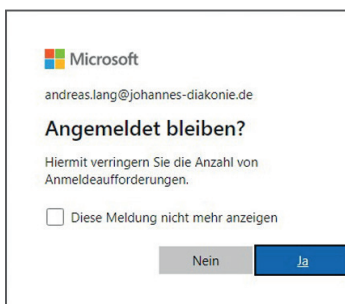 Microsoft
andreas.lang@johannes-diakonie.de
Angemeldet bleiben?
Hiermit verringern Sie die Anzahl von
Anmeldeaufforderungen.
Diese Meldung nicht mehr anzeigen
Nein Ja